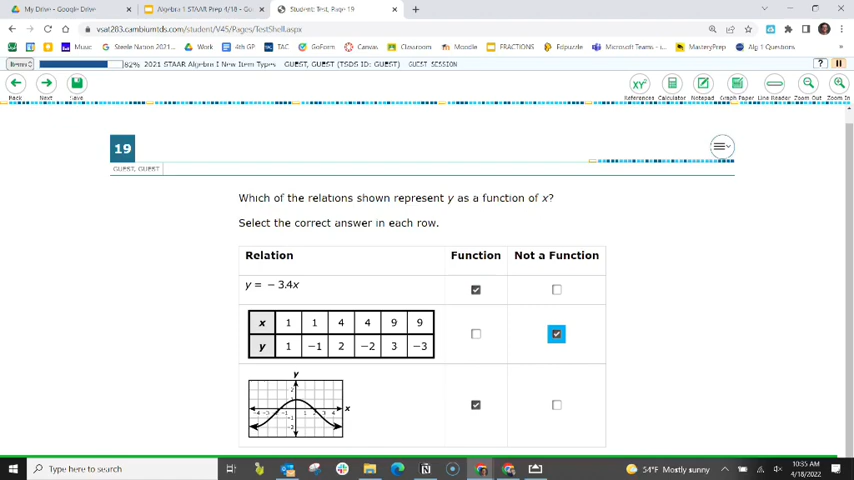 My Drive - Google Drive
Algebra 1 STAAR Prep 4/18 - Goo
Student: Test, Page 19
vsat283.cambiumtds.com/student/V45/Pages/TestShell.aspx
Music
Steele Nation 2021...
Work
4th GP
TAC
GoForm
Canvas
Classroom
Moodle
FRACTIONS
Edpuzzle
Microsoft Teams - c...
MasteryPrep
Alg 1 Questions
Items
82%
2021 STAAR Algebra I New Item Types
GUEST, GUEST (TSDS ID: GUEST)
GUEST SESSION
?
Back
Next
Save
XY²
References
Calculator
Notepad
Graph Paper
Line Reader
Zoom Out
Zoom In
19
GUEST, GUEST
Which of the relations shown represent y as a function of x?
Select the correct answer in each row.
Relation Function Not a Function
y = − 3.4x
x 1 1 4 4 9 9
y 1 −1 2 −2 3 −3
y
x
Type here to search
54°F Mostly sunny
10:35 AM
4/18/2022